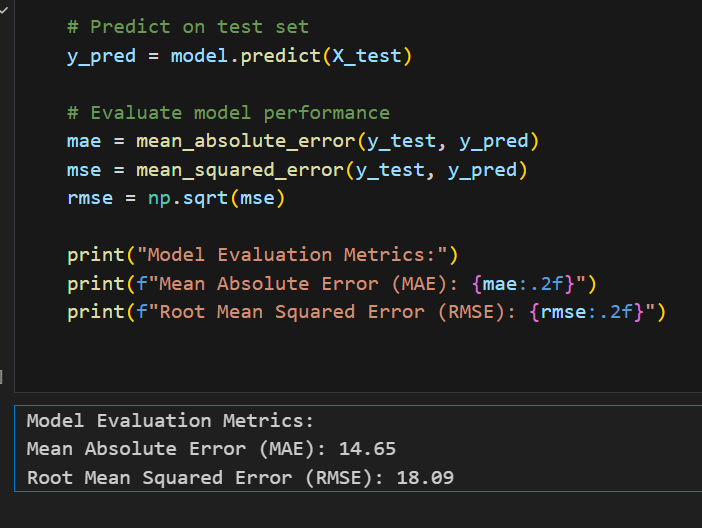 # Predict on test set
y_pred = model.predict(X_test)
# Evaluate model performance
mae = mean_absolute_error(y_test, y_pred)
mse = mean_squared_error(y_test, y_pred)
rmse = np.sqrt(mse)
print("Model Evaluation Metrics:")
print(f"Mean Absolute Error (MAE): {mae:.2f}")
print(f"Root Mean Squared Error (RMSE): {rmse:.2f}")
Model Evaluation Metrics:
Mean Absolute Error (MAE): 14.65
Root Mean Squared Error (RMSE): 18.09